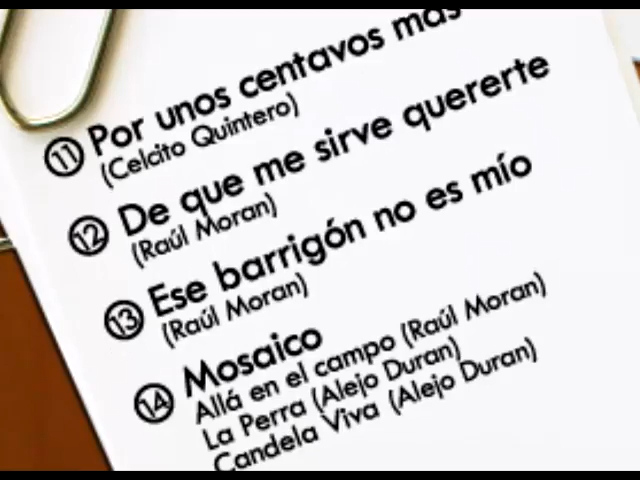 11 Por unos centavos más
(Celcito Quintero)
12 De que me sirve quererte
(Raúl Moran)
13 Ese barrigón no es mío
(Raúl Moran)
14 Mosaico
Allá en el campo (Raúl Moran)
La Perra (Alejo Duran)
Candela Viva (Alejo Duran)